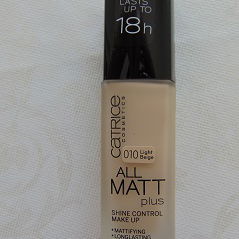 LASTS
UP TO
18h
CATRICE
COSMETICS
010 Light
Beige
ALL
MATT
plus
SHINE CONTROL
MAKE UP
• MATTIFYING
• LONGLASTING